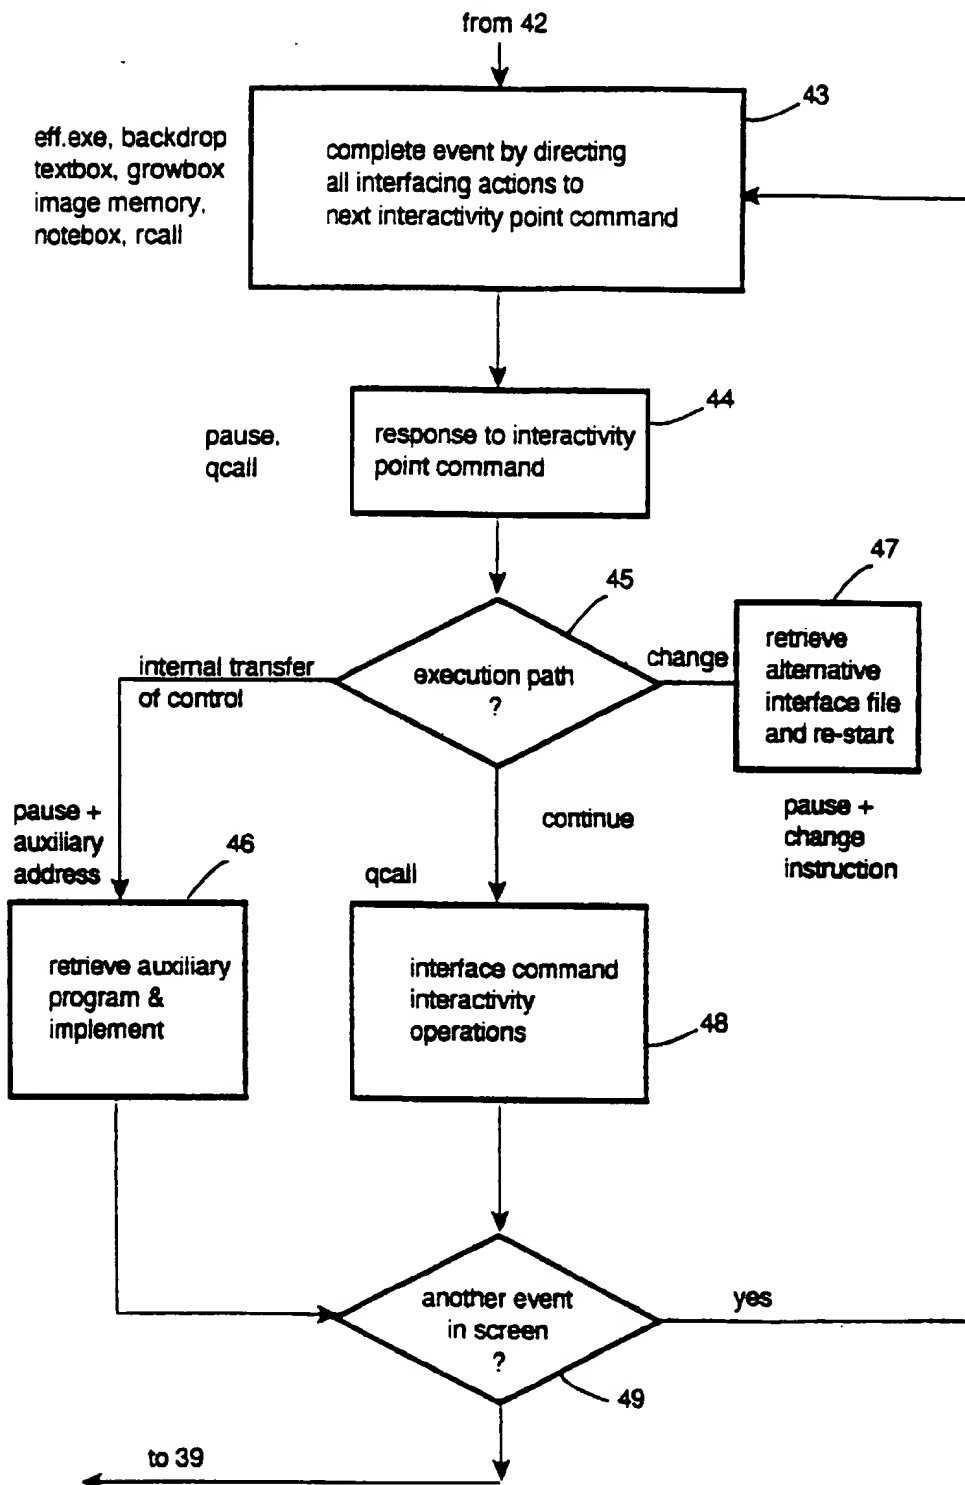 from 42
43
eff.exe, backdrop
textbox, growbox
image memory,
notebox, rcall
complete event by directing
all interfacing actions to
next interactivity point command
44
pause,
qcall
response to interactivity
point command
47
45
internal transfer
of control
execution path
?
change
retrieve
alternative
interface file
and re-start
pause +
auxiliary
address
46
continue
qcall
pause +
change
instruction
retrieve auxiliary
program &
implement
interface command
interactivity
operations
48
another event
in screen
?
yes
49
to 39